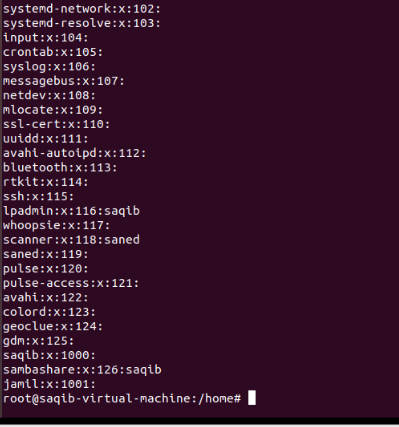 systemd-network:x:102:
systemd-resolve:x:103:
input:x:104:
crontab:x:105:
syslog:x:106:
messagebus:x:107:
netdev:x:108:
mlocate:x:109:
ssl-cert:x:110:
uuidd:x:111:
avahi-autoipd:x:112:
bluetooth:x:113:
rtkit:x:114:
ssh:x:115:
lpadmin:x:116:saqib
whoopsie:x:117:
scanner:x:118:saned
saned:x:119:
pulse:x:120:
pulse-access:x:121:
avahi:x:122:
colord:x:123:
geoclue:x:124:
gdm:x:125:
saqib:x:1000:
sambashare:x:126:saqib
jamil:x:1001:
root@saqib-virtual-machine:/home#